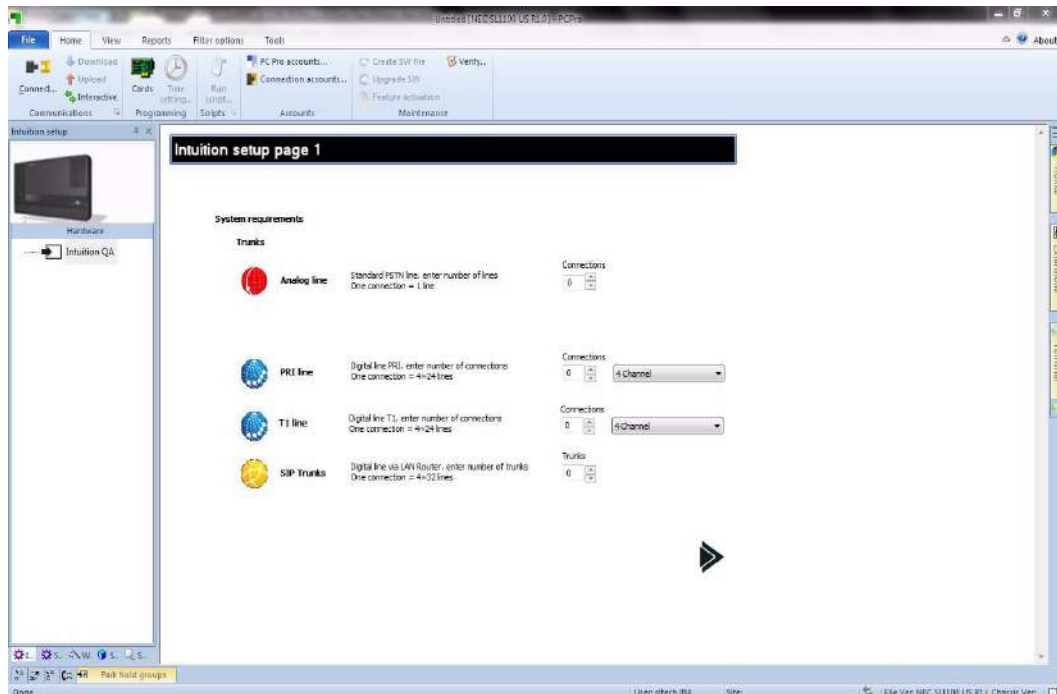 Untitled [NEC SL1100 US R1.0] - PCPro
File Home View Reports Filter options Tools About
Connect... Download Upload Interactive
Cards Time setting... Run script...
PC Pro accounts...
Connection accounts...
Create SW file
Upgrade SW
Feature activation
Verify...
Communications Programming Scripts Accounts Maintenance
Intuition setup
Hardware
Intuition QA
Intuition setup page 1
System requirements
Trunks
Analog line
Standard PSTN line, enter number of lines
One connection = 1 line
Connections
0
PRI line
Digital line PRI, enter number of connections
One connection = 4~24 lines
Connections
0 4 Channel
T1 line
Digital line T1, enter number of connections
One connection = 4~24 lines
Connections
0 4 Channel
SIP Trunks
Digital line via LAN Router, enter number of trunks
One connection = 4~32 lines
Trunks
0
I... S... W... S... S...
Park hold groups
Done
Site: